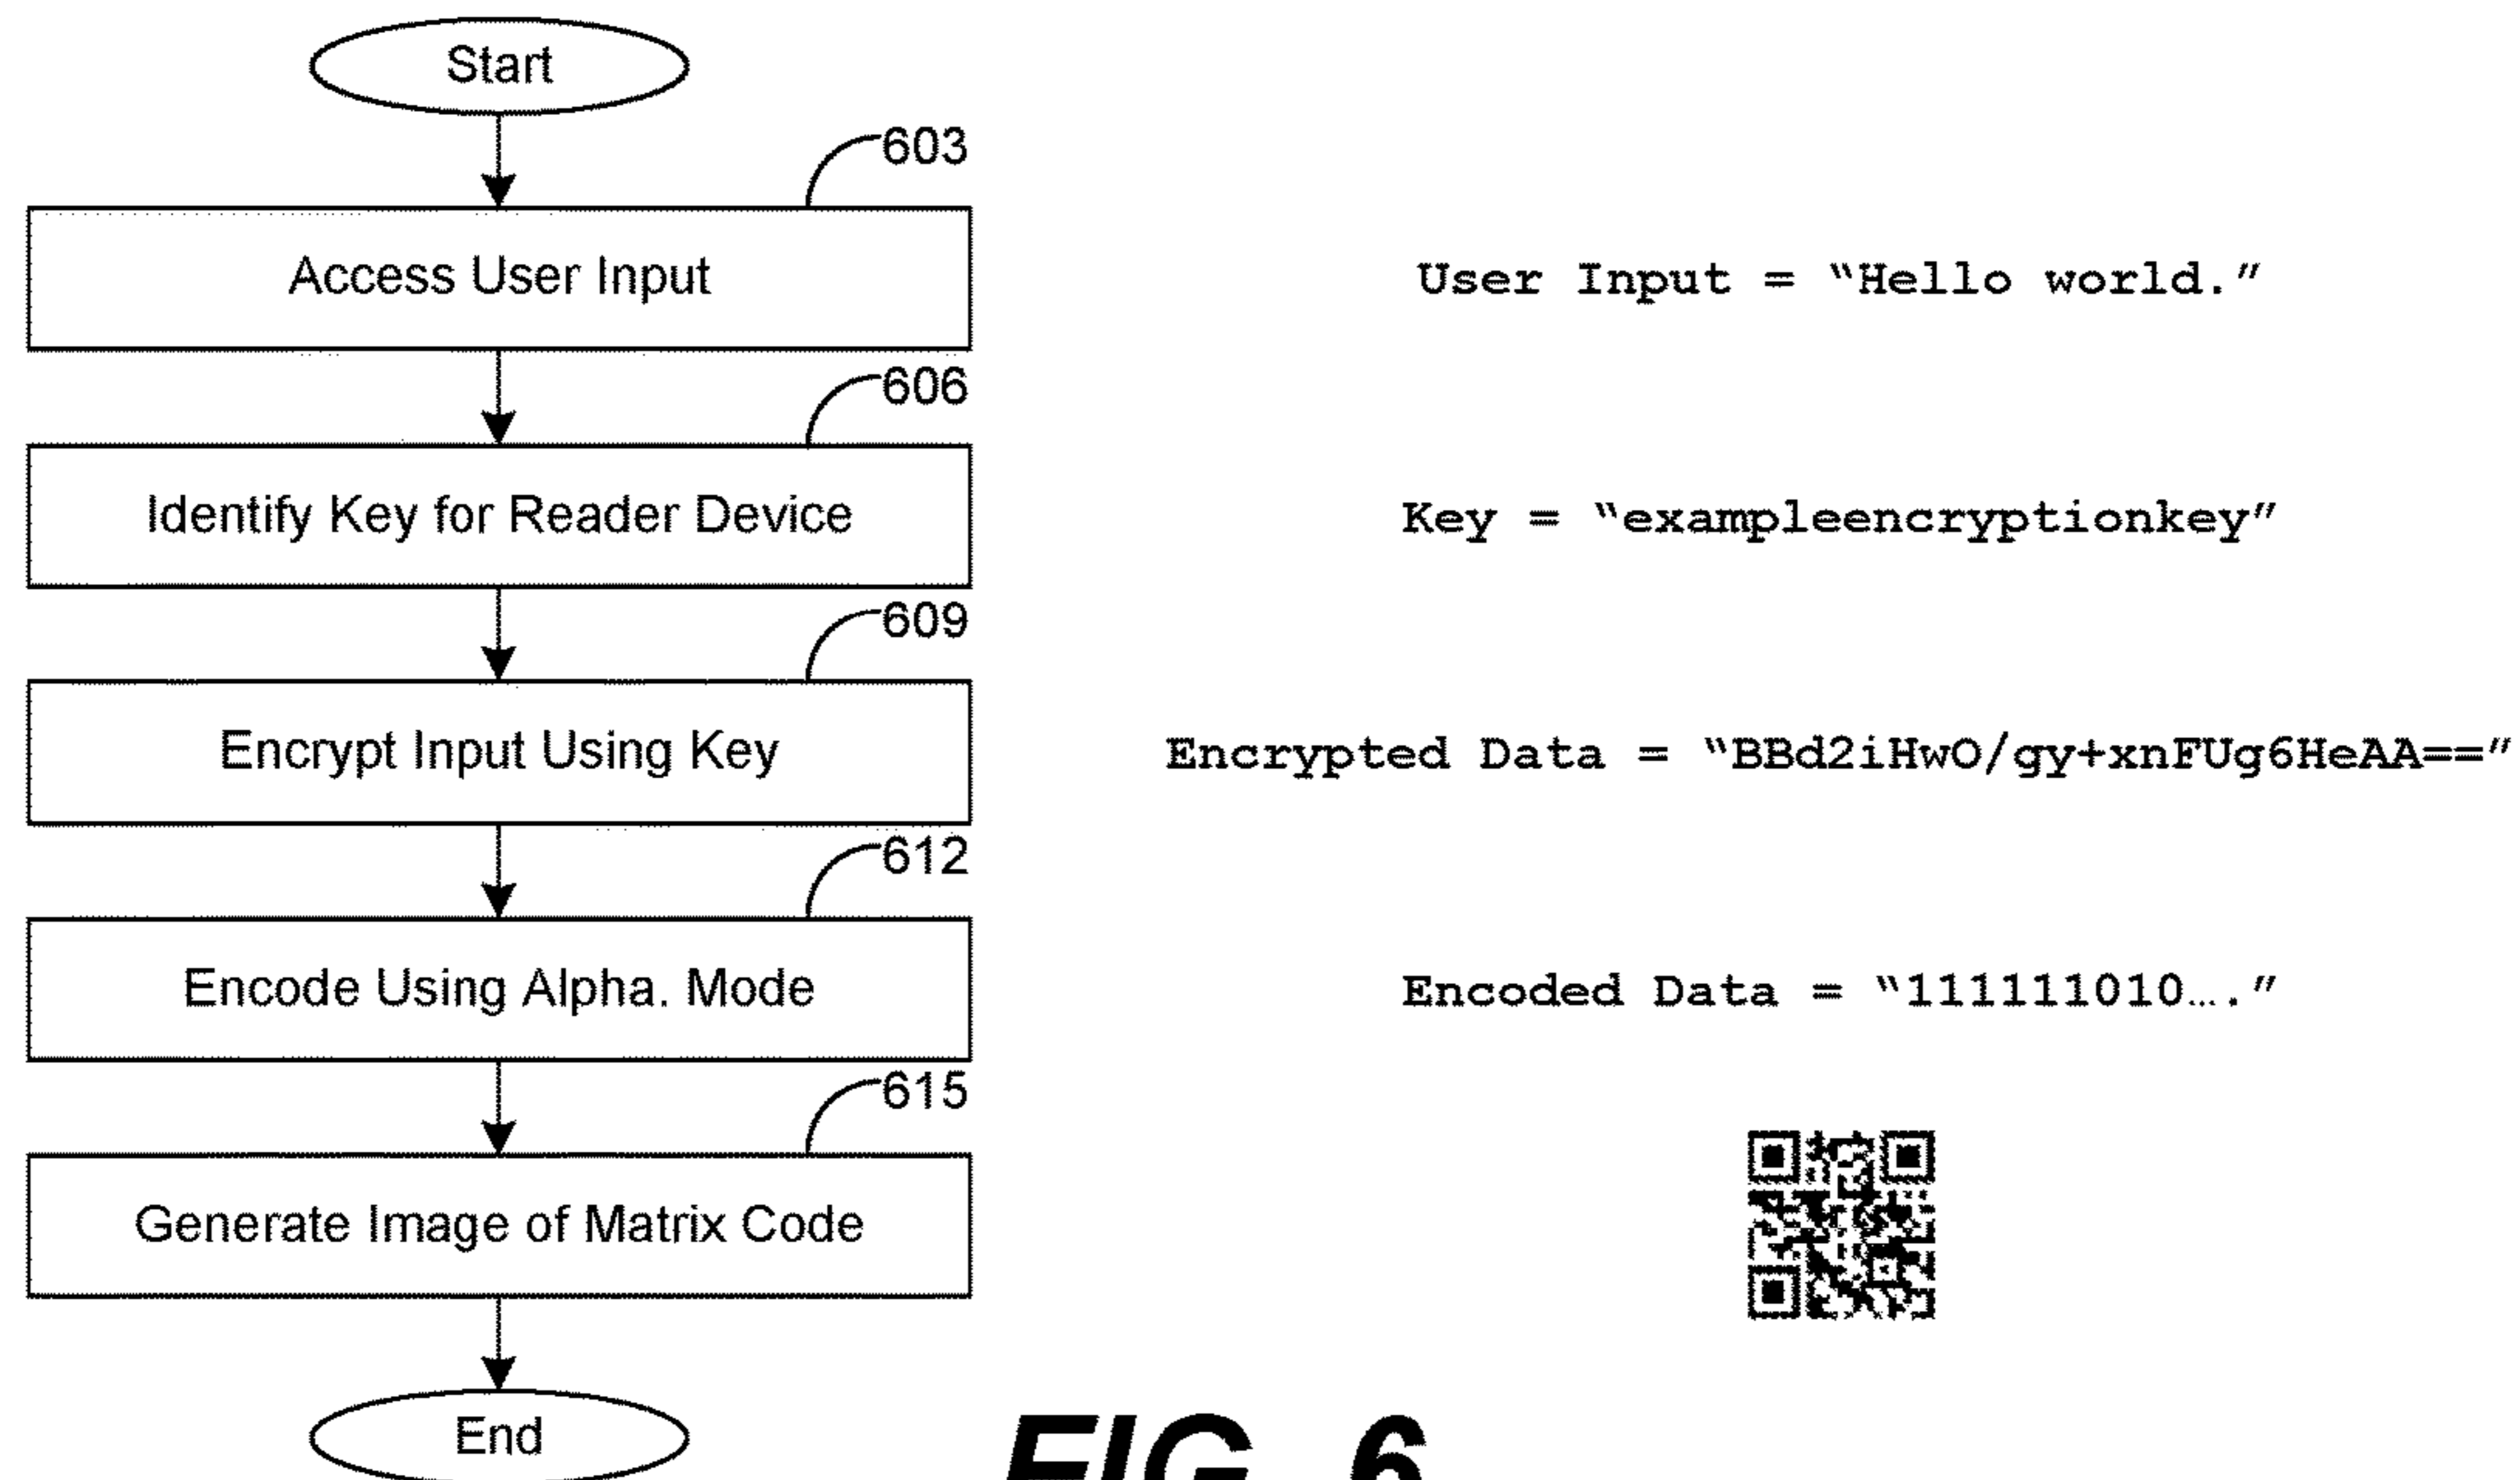 Start
603
Access User Input
User Input = “Hello world.”
606
Identify Key for Reader Device
Key = “exampleencryptionkey”
609
Encrypt Input Using Key
Encrypted Data = “BBd2iHwO/gy+xnFUg6HeAA==”
612
Encode Using Alpha. Mode
Encoded Data = “111111010….”
615
Generate Image of Matrix Code
End
FIG. 6